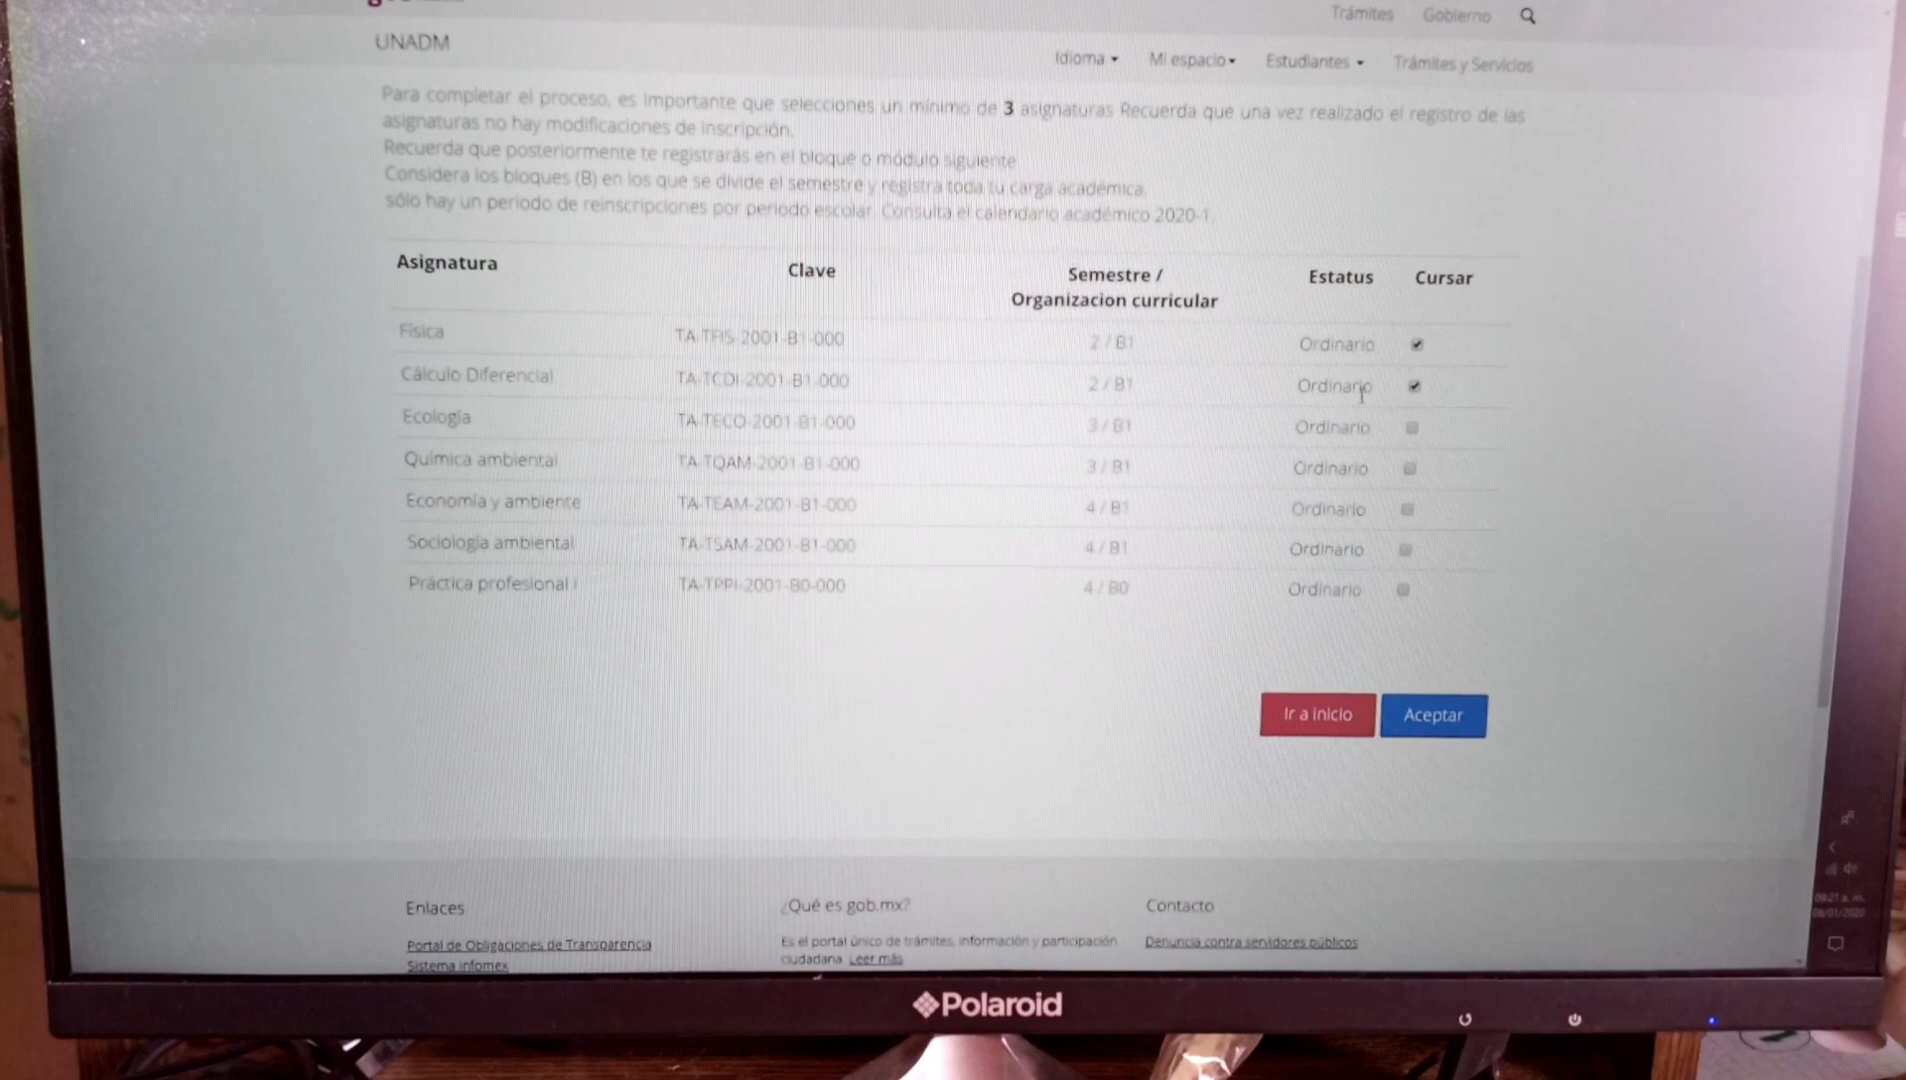 Trámites Gobierno
UNADM
Idioma Mi espacio Estudiantes Trámites y Servicios
Para completar el proceso, es importante que selecciones un mínimo de 3 asignaturas Recuerda que una vez realizado el registro de las
asignaturas no hay modificaciones de inscripción.
Recuerda que posteriormente te registrarás en el bloque o módulo siguiente
Considera los bloques (B) en los que se divide el semestre y registra toda tu carga académica.
sólo hay un periodo de reinscripciones por periodo escolar. Consulta el calendario académico 2020-1.
Asignatura Clave Semestre / Organizacion curricular Estatus Cursar
Física TA-TFIS-2001-B1-000 2 / B1 Ordinario
Cálculo Diferencial TA-TCDI-2001-B1-000 2 / B1 Ordinario
Ecología TA-TECO-2001-B1-000 3 / B1 Ordinario
Química ambiental TA-TQAM-2001-B1-000 3 / B1 Ordinario
Economía y ambiente TA-TEAM-2001-B1-000 4 / B1 Ordinario
Sociología ambiental TA-TSAM-2001-B1-000 4 / B1 Ordinario
Práctica profesional I TA-TPPI-2001-B0-000 4 / B0 Ordinario
Ir a inicio Aceptar
Enlaces ¿Qué es gob.mx? Contacto
Portal de Obligaciones de Transparencia Es el portal único de trámites, información y participación Denuncia contra servidores públicos
Sistema Infomex ciudadana. Leer más
09:21 a. m.
06/01/2020
Polaroid